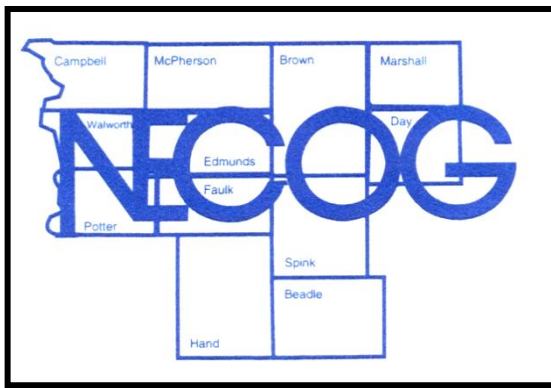 Campbell McPherson Brown Marshall
Walworth Day
NECOG
Edmunds
Faulk
Potter
Spink
Beadle
Hand